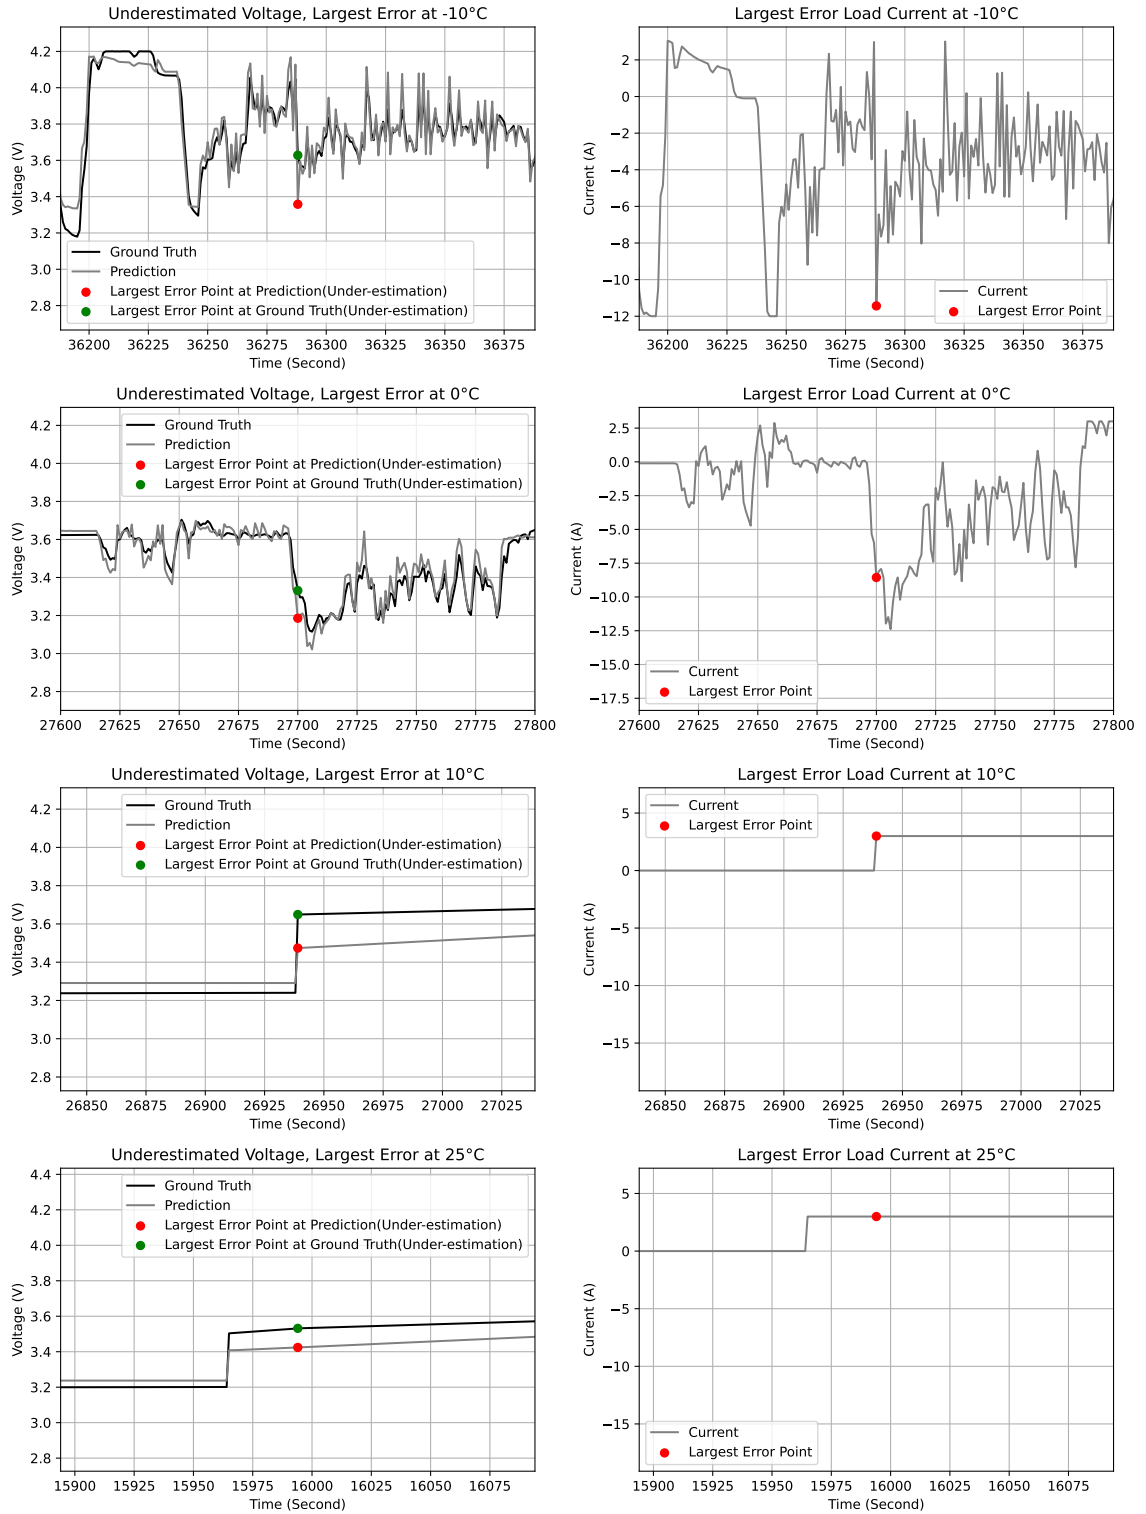 Underestimated Voltage, Largest Error at -10°C
Voltage (V)
4.2
4.0
3.8
3.6
3.4
3.2
3.0
2.8
Ground Truth
Prediction
Largest Error Point at Prediction(Under-estimation)
Largest Error Point at Ground Truth(Under-estimation)
36200 36225 36250 36275 36300 36325 36350 36375
Time (Second)
Largest Error Load Current at -10°C
Current (A)
2
0
−2
−4
−6
−8
−10
−12
Current
Largest Error Point
36200 36225 36250 36275 36300 36325 36350 36375
Time (Second)
Underestimated Voltage, Largest Error at 0°C
Voltage (V)
4.2
4.0
3.8
3.6
3.4
3.2
3.0
2.8
Ground Truth
Prediction
Largest Error Point at Prediction(Under-estimation)
Largest Error Point at Ground Truth(Under-estimation)
27600 27625 27650 27675 27700 27725 27750 27775 27800
Time (Second)
Largest Error Load Current at 0°C
Current (A)
2.5
0.0
−2.5
−5.0
−7.5
−10.0
−12.5
−15.0
−17.5
Current
Largest Error Point
27600 27625 27650 27675 27700 27725 27750 27775 27800
Time (Second)
Underestimated Voltage, Largest Error at 10°C
Voltage (V)
4.2
4.0
3.8
3.6
3.4
3.2
3.0
2.8
Ground Truth
Prediction
Largest Error Point at Prediction(Under-estimation)
Largest Error Point at Ground Truth(Under-estimation)
26850 26875 26900 26925 26950 26975 27000 27025
Time (Second)
Largest Error Load Current at 10°C
Current (A)
5
0
−5
−10
−15
Current
Largest Error Point
26850 26875 26900 26925 26950 26975 27000 27025
Time (Second)
Underestimated Voltage, Largest Error at 25°C
Voltage (V)
4.4
4.2
4.0
3.8
3.6
3.4
3.2
3.0
2.8
Ground Truth
Prediction
Largest Error Point at Prediction(Under-estimation)
Largest Error Point at Ground Truth(Under-estimation)
15900 15925 15950 15975 16000 16025 16050 16075
Time (Second)
Largest Error Load Current at 25°C
Current (A)
5
0
−5
−10
−15
Current
Largest Error Point
15900 15925 15950 15975 16000 16025 16050 16075
Time (Second)